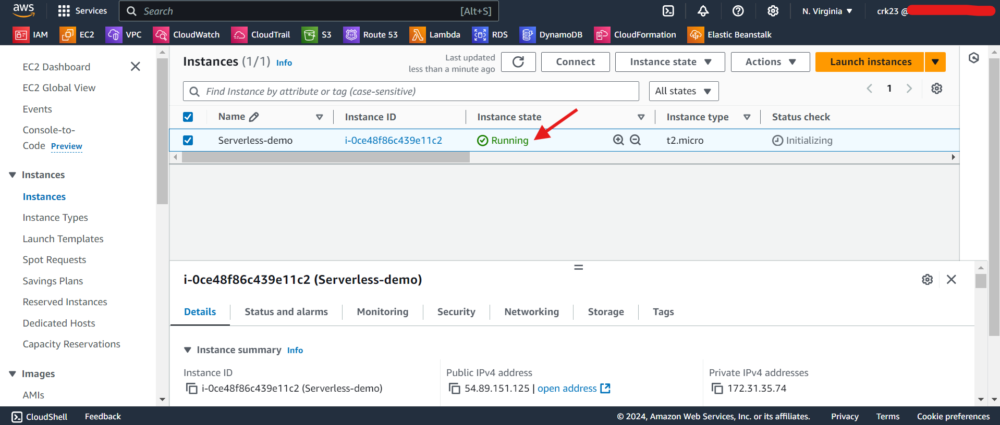 aws Services Search [Alt+S] N. Virginia crk23 @
IAM EC2 VPC CloudWatch CloudTrail S3 Route 53 Lambda RDS DynamoDB CloudFormation Elastic Beanstalk
EC2 Dashboard
EC2 Global View
Events
Console-to-
Code Preview
Instances
Instances
Instance Types
Launch Templates
Spot Requests
Savings Plans
Reserved Instances
Dedicated Hosts
Capacity Reservations
Images
AMIs
Instances (1/1) Info
Last updated
less than a minute ago
Connect Instance state Actions Launch instances
Find Instance by attribute or tag (case-sensitive) All states 1
Name Instance ID Instance state Instance type Status check
Serverless-demo i-0ce48f86c439e11c2 Running t2.micro Initializing
i-0ce48f86c439e11c2 (Serverless-demo)
Details Status and alarms Monitoring Security Networking Storage Tags
Instance summary Info
Instance ID Public IPv4 address Private IPv4 addresses
i-0ce48f86c439e11c2 (Serverless-demo) 54.89.151.125 | open address 172.31.35.74
CloudShell Feedback © 2024, Amazon Web Services, Inc. or its affiliates. Privacy Terms Cookie preferences